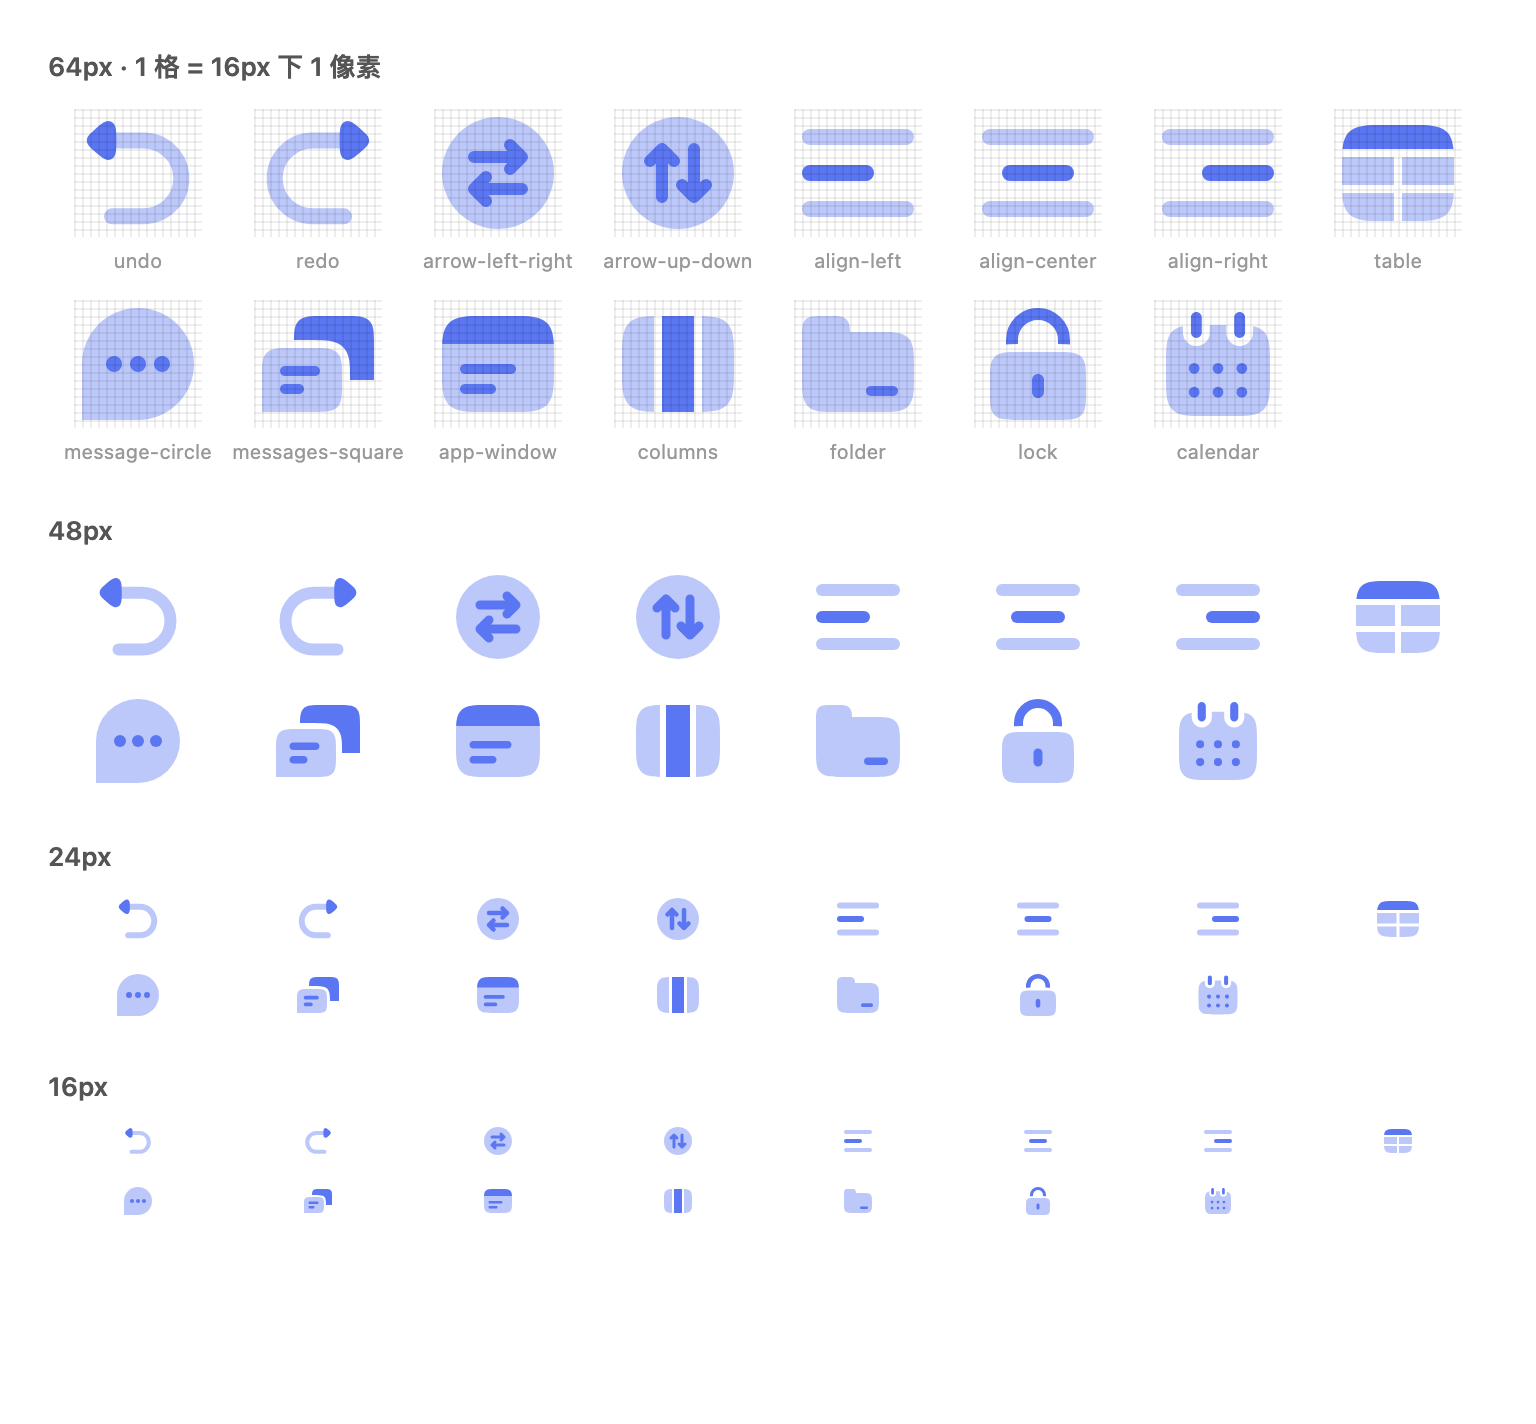 64px · 1 格 = 16px 下 1 像素
undo redo arrow-left-right arrow-up-down align-left align-center align-right table
message-circle messages-square app-window columns folder lock calendar
48px
24px
16px